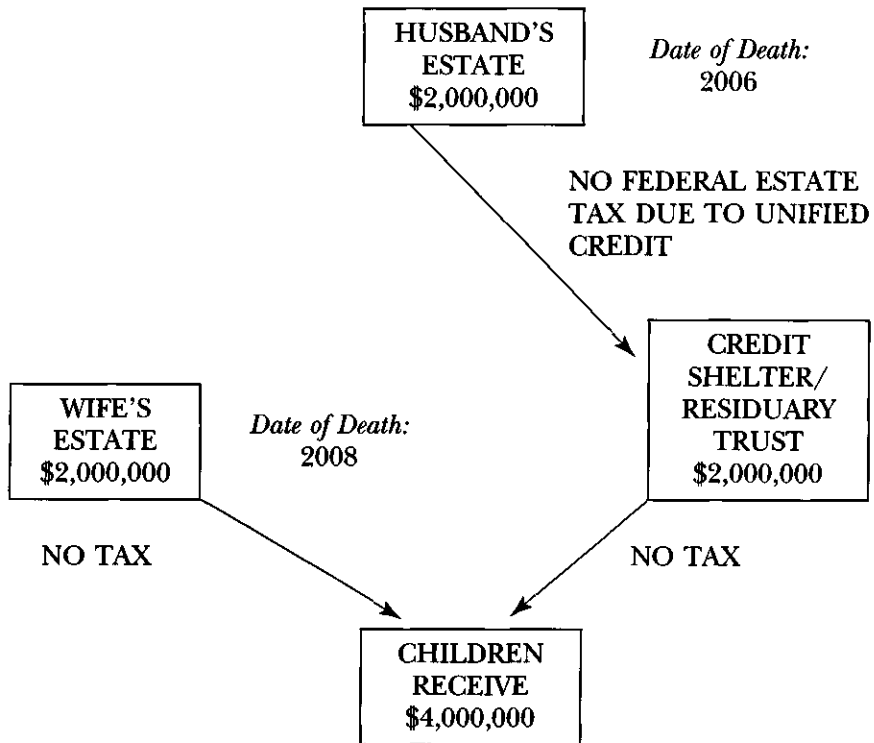 HUSBAND'S
ESTATE
$2,000,000
Date of Death:
2006
NO FEDERAL ESTATE
TAX DUE TO UNIFIED
CREDIT
CREDIT
SHELTER/
RESIDUARY
TRUST
$2,000,000
WIFE'S
ESTATE
$2,000,000
Date of Death:
2008
NO TAX
NO TAX
CHILDREN
RECEIVE
$4,000,000